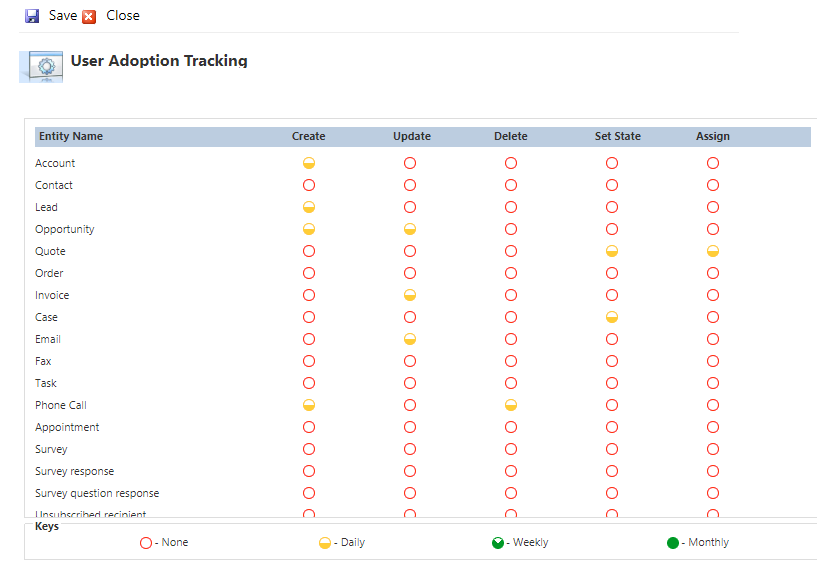 Save Close
User Adoption Tracking
Entity Name Create Update Delete Set State Assign
Account
Contact
Lead
Opportunity
Quote
Order
Invoice
Case
Email
Fax
Task
Phone Call
Appointment
Survey
Survey response
Survey question response
Unsubscribed recipient
Keys
- None - Daily - Weekly - Monthly